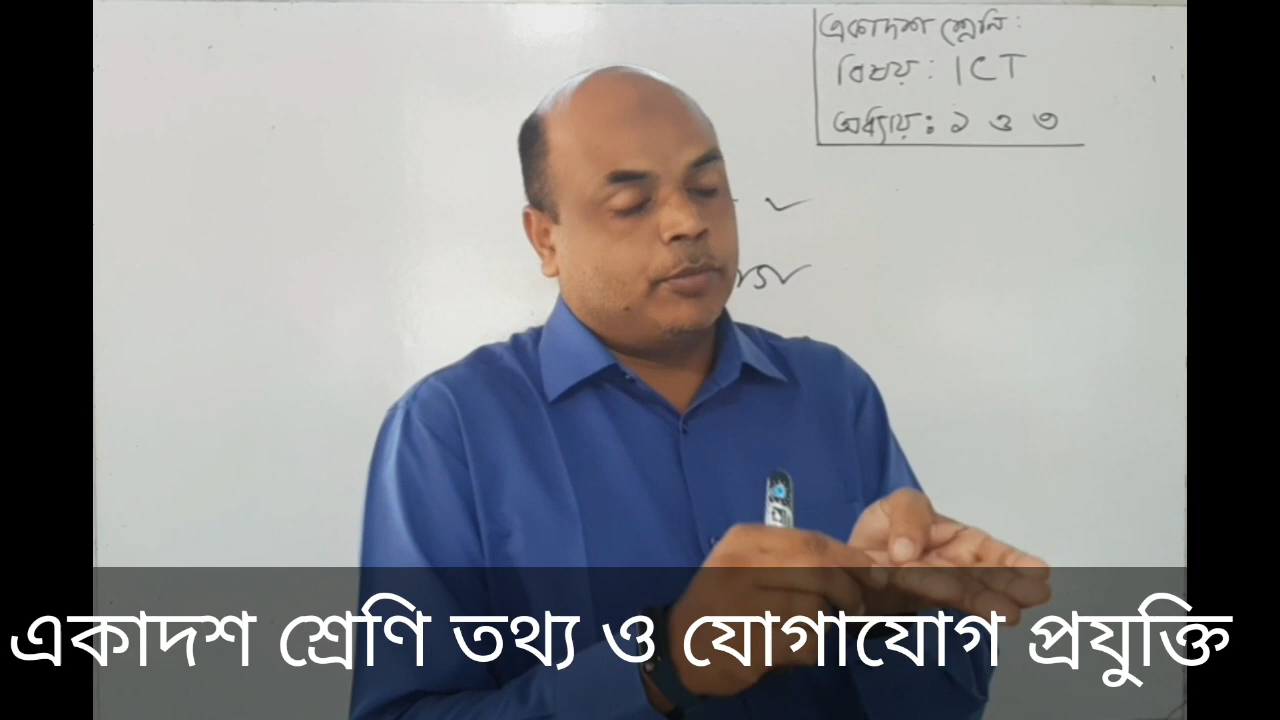 একাদশ শ্রেণি:
বিষয়: ICT
অধ্যায়: ১ ও ৩
একাদশ শ্রেণি তথ্য ও যোগাযোগ প্রযুক্তি